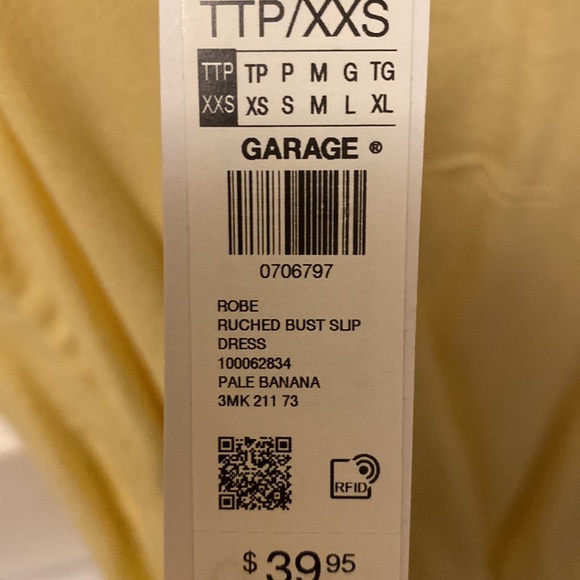 TTP/XXS
TTP TP P M G TG
XXS XS S M L XL
GARAGE ®
0706797
ROBE
RUCHED BUST SLIP
DRESS
100062834
PALE BANANA
3MK 211 73
RFID
$ 39 95